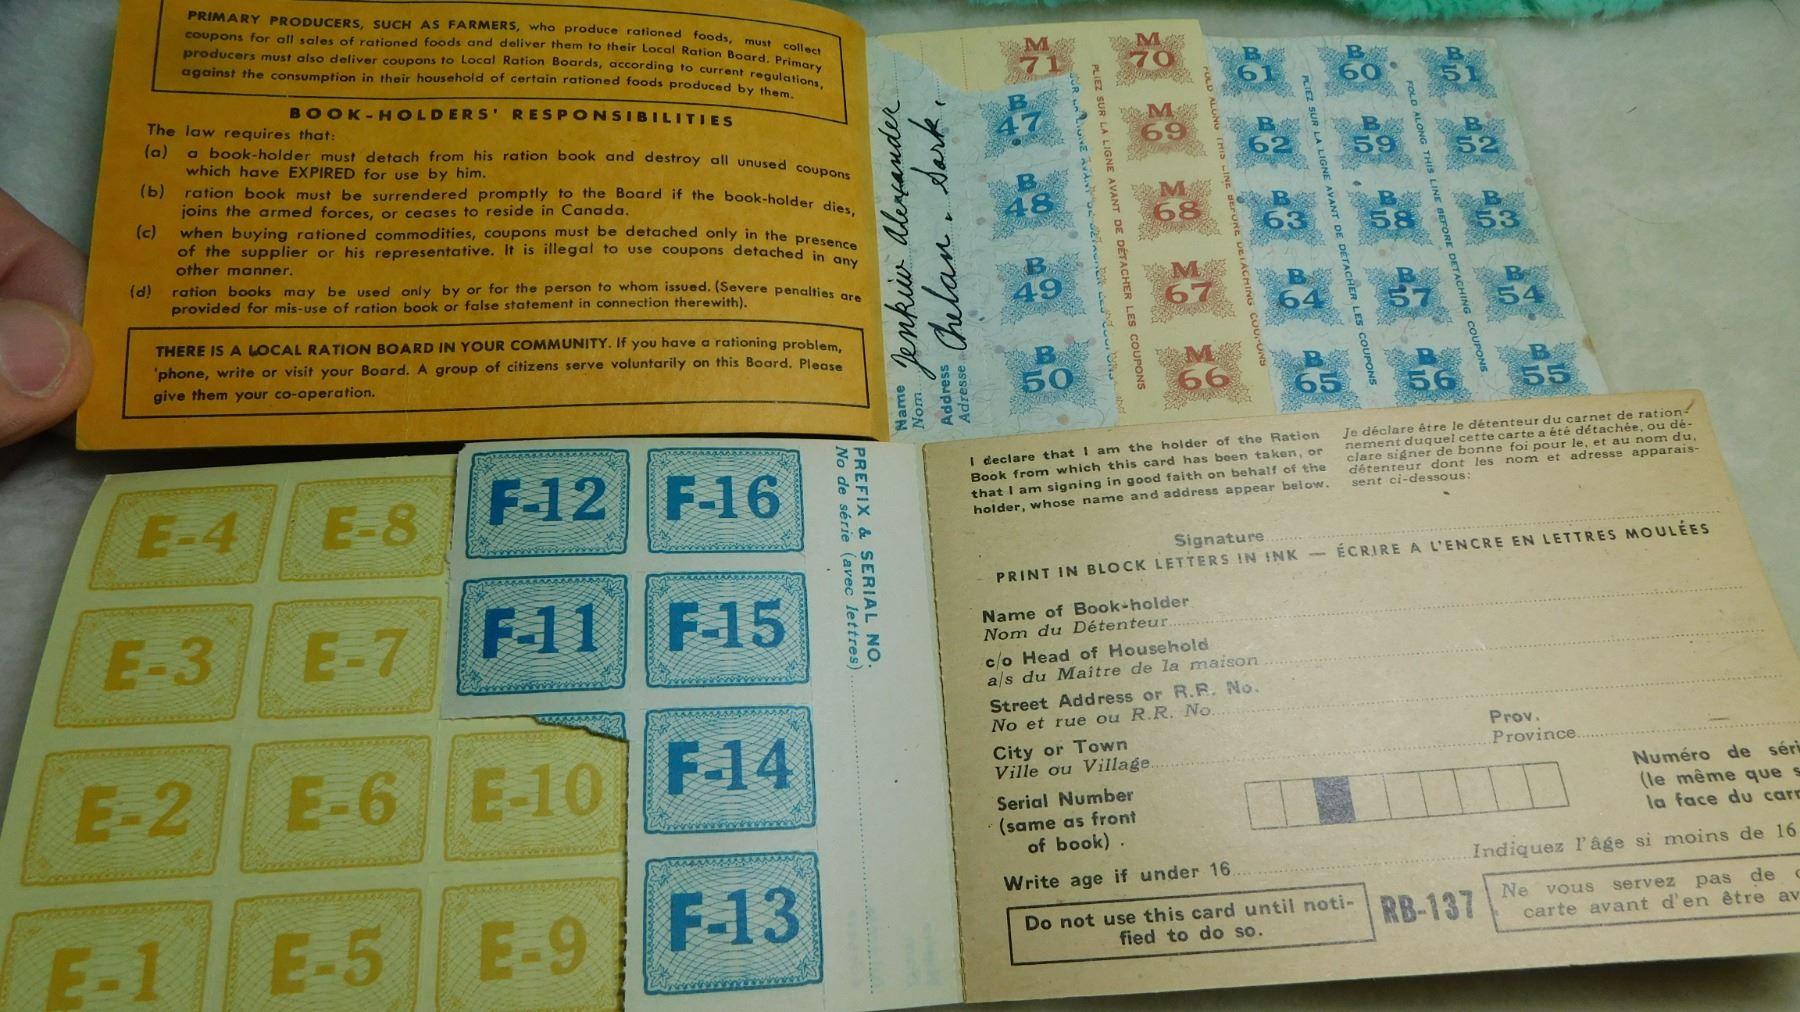 PRIMARY PRODUCERS, SUCH AS FARMERS, who produce rationed foods, must collect
coupons for all sales of rationed foods and deliver them to their Local Ration Board. Primary
producers must also deliver coupons to Local Ration Boards, according to current regulations,
against the consumption in their household of certain rationed foods produced by them.
BOOK-HOLDERS' RESPONSIBILITIES
The law requires that:
(a) a book-holder must detach from his ration book and destroy all unused coupons
which have EXPIRED for use by him.
(b) ration book must be surrendered promptly to the Board if the book-holder dies,
joins the armed forces, or ceases to reside in Canada.
(c) when buying rationed commodities, coupons must be detached only in the presence
of the supplier or his representative. It is illegal to use coupons detached in any
other manner.
(d) ration books may be used only by or for the person to whom issued. (Severe penalties are
provided for mis-use of ration book or false statement in connection therewith).
THERE IS A LOCAL RATION BOARD IN YOUR COMMUNITY. If you have a rationing problem,
'phone, write or visit your Board. A group of citizens serve voluntarily on this Board. Please
give them your co-operation.
Name Jenkiw Alexander
Nom
Address Chelan. Sask.
Adresse
B 47
B 48
B 49
B 50
M 71
M 70
M 69
M 68
M 67
M 66
PLIEZ SUR LA LIGNE AVANT DE DÉTACHER LES COUPONS
FOLD ALONG THIS LINE BEFORE DETACHING COUPONS
B 61
B 62
B 63
B 64
B 65
PLIEZ SUR LA LIGNE AVANT DE DÉTACHER LES COUPONS
B 60
B 59
B 58
B 57
B 56
FOLD ALONG THIS LINE BEFORE DETACHING COUPONS
B 51
B 52
B 53
B 54
B 55
E-4 E-8
E-3 E-7
E-2 E-6 E-10
E-1 E-5 E-9
F-12 F-16
F-11 F-15
F-14
F-13
PREFIX & SERIAL NO.
No de série (avec lettres)
I declare that I am the holder of the Ration
Book from which this card has been taken, or
that I am signing in good faith on behalf of the
holder, whose name and address appear below.
Je déclare être le détenteur du carnet de ration-
nement duquel cette carte a été détachée, ou dé-
clare signer de bonne foi pour le, et au nom du,
détenteur dont les nom et adresse apparais-
sent ci-dessous:
Signature
PRINT IN BLOCK LETTERS IN INK — ÉCRIRE A L'ENCRE EN LETTRES MOULÉES
Name of Book-holder
Nom du Détenteur
c/o Head of Household
a/s du Maître de la maison
Street Address or R.R. No.
No et rue ou R.R. No
City or Town Prov.
Ville ou Village Province
Serial Number
(same as front
of book)
Numéro de séri
(le même que s
la face du carn
Write age if under 16
Indiquez l'âge si moins de 16
Do not use this card until noti-
fied to do so.
RB-137
Ne vous servez pas de c
carte avant d'en être av